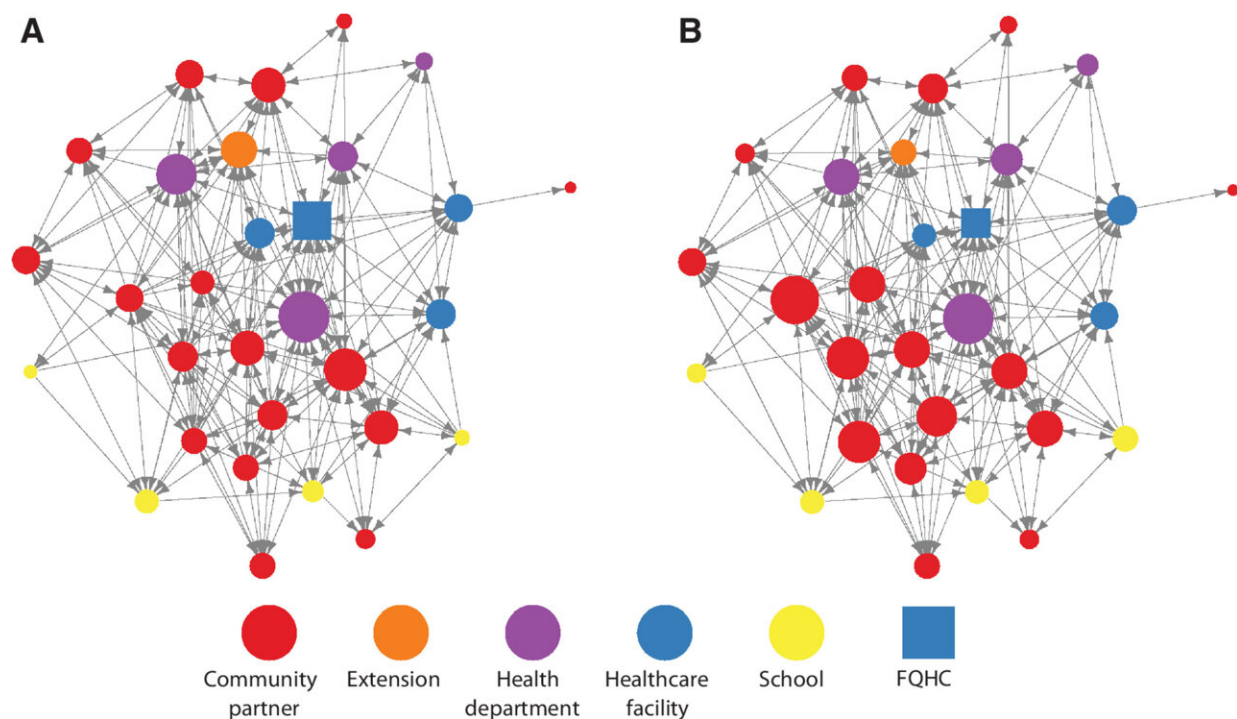 A
B
Community
partner
Extension
Health
department
Healthcare
facility
School
FQHC